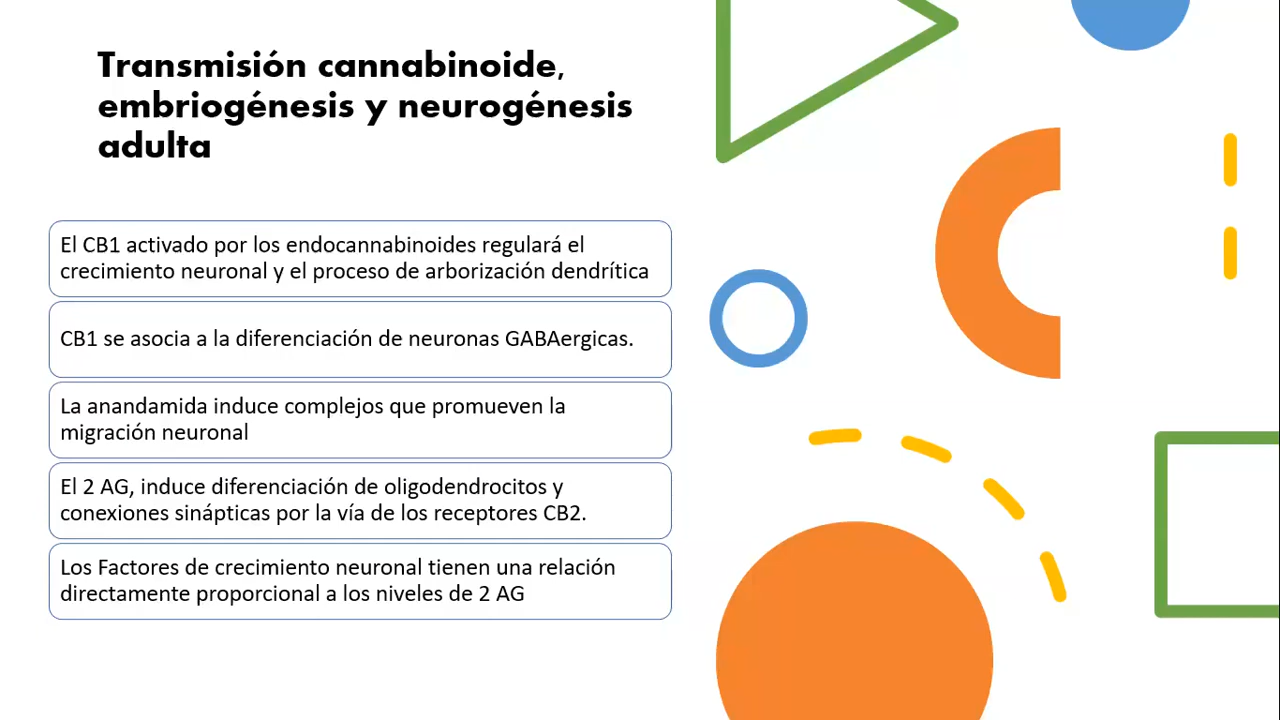 Transmisión cannabinoide,
embriogénesis y neurogénesis
adulta
El CB1 activado por los endocannabinoides regulará el
crecimiento neuronal y el proceso de arborización dendrítica
CB1 se asocia a la diferenciación de neuronas GABAergicas.
La anandamida induce complejos que promueven la
migración neuronal
El 2 AG, induce diferenciación de oligodendrocitos y
conexiones sinápticas por la vía de los receptores CB2.
Los Factores de crecimiento neuronal tienen una relación
directamente proporcional a los niveles de 2 AG